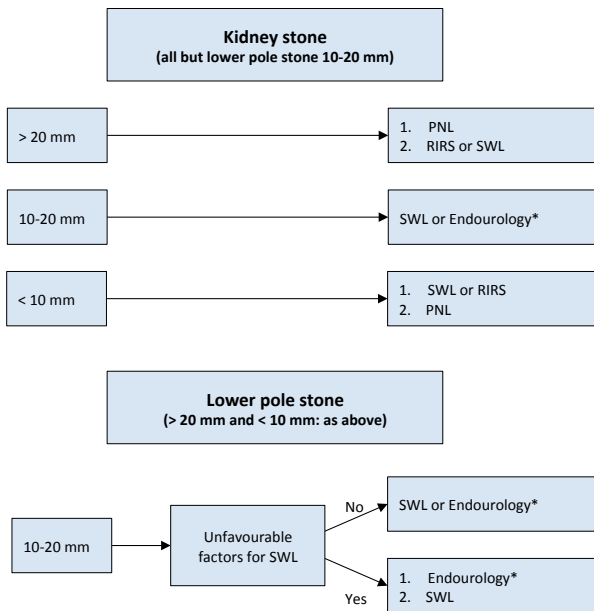 Kidney stone
(all but lower pole stone 10-20 mm)
> 20 mm
1. PNL
2. RIRS or SWL
10-20 mm
SWL or Endourology*
< 10 mm
1. SWL or RIRS
2. PNL
Lower pole stone
(> 20 mm and < 10 mm: as above)
10-20 mm
Unfavourable
factors for SWL
No
SWL or Endourology*
Yes
1. Endourology*
2. SWL